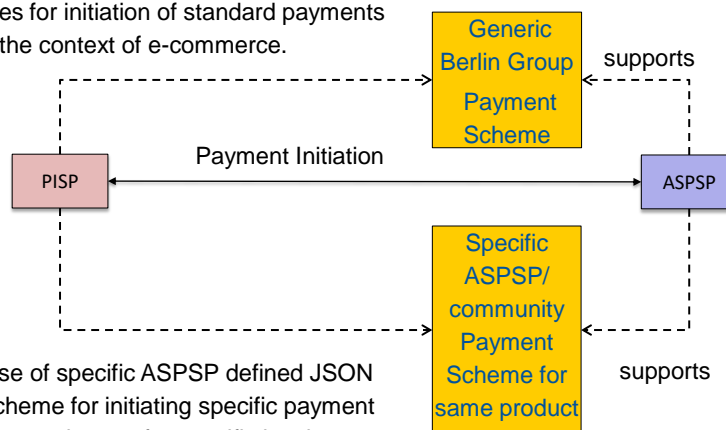 es for initiation of standard payments
the context of e-commerce.
Generic
Berlin Group
Payment
Scheme
supports
Payment Initiation
PISP
ASPSP
Specific
ASPSP/
community
Payment
Scheme for
same product
supports
se of specific ASPSP defined JSON
cheme for initiating specific payment